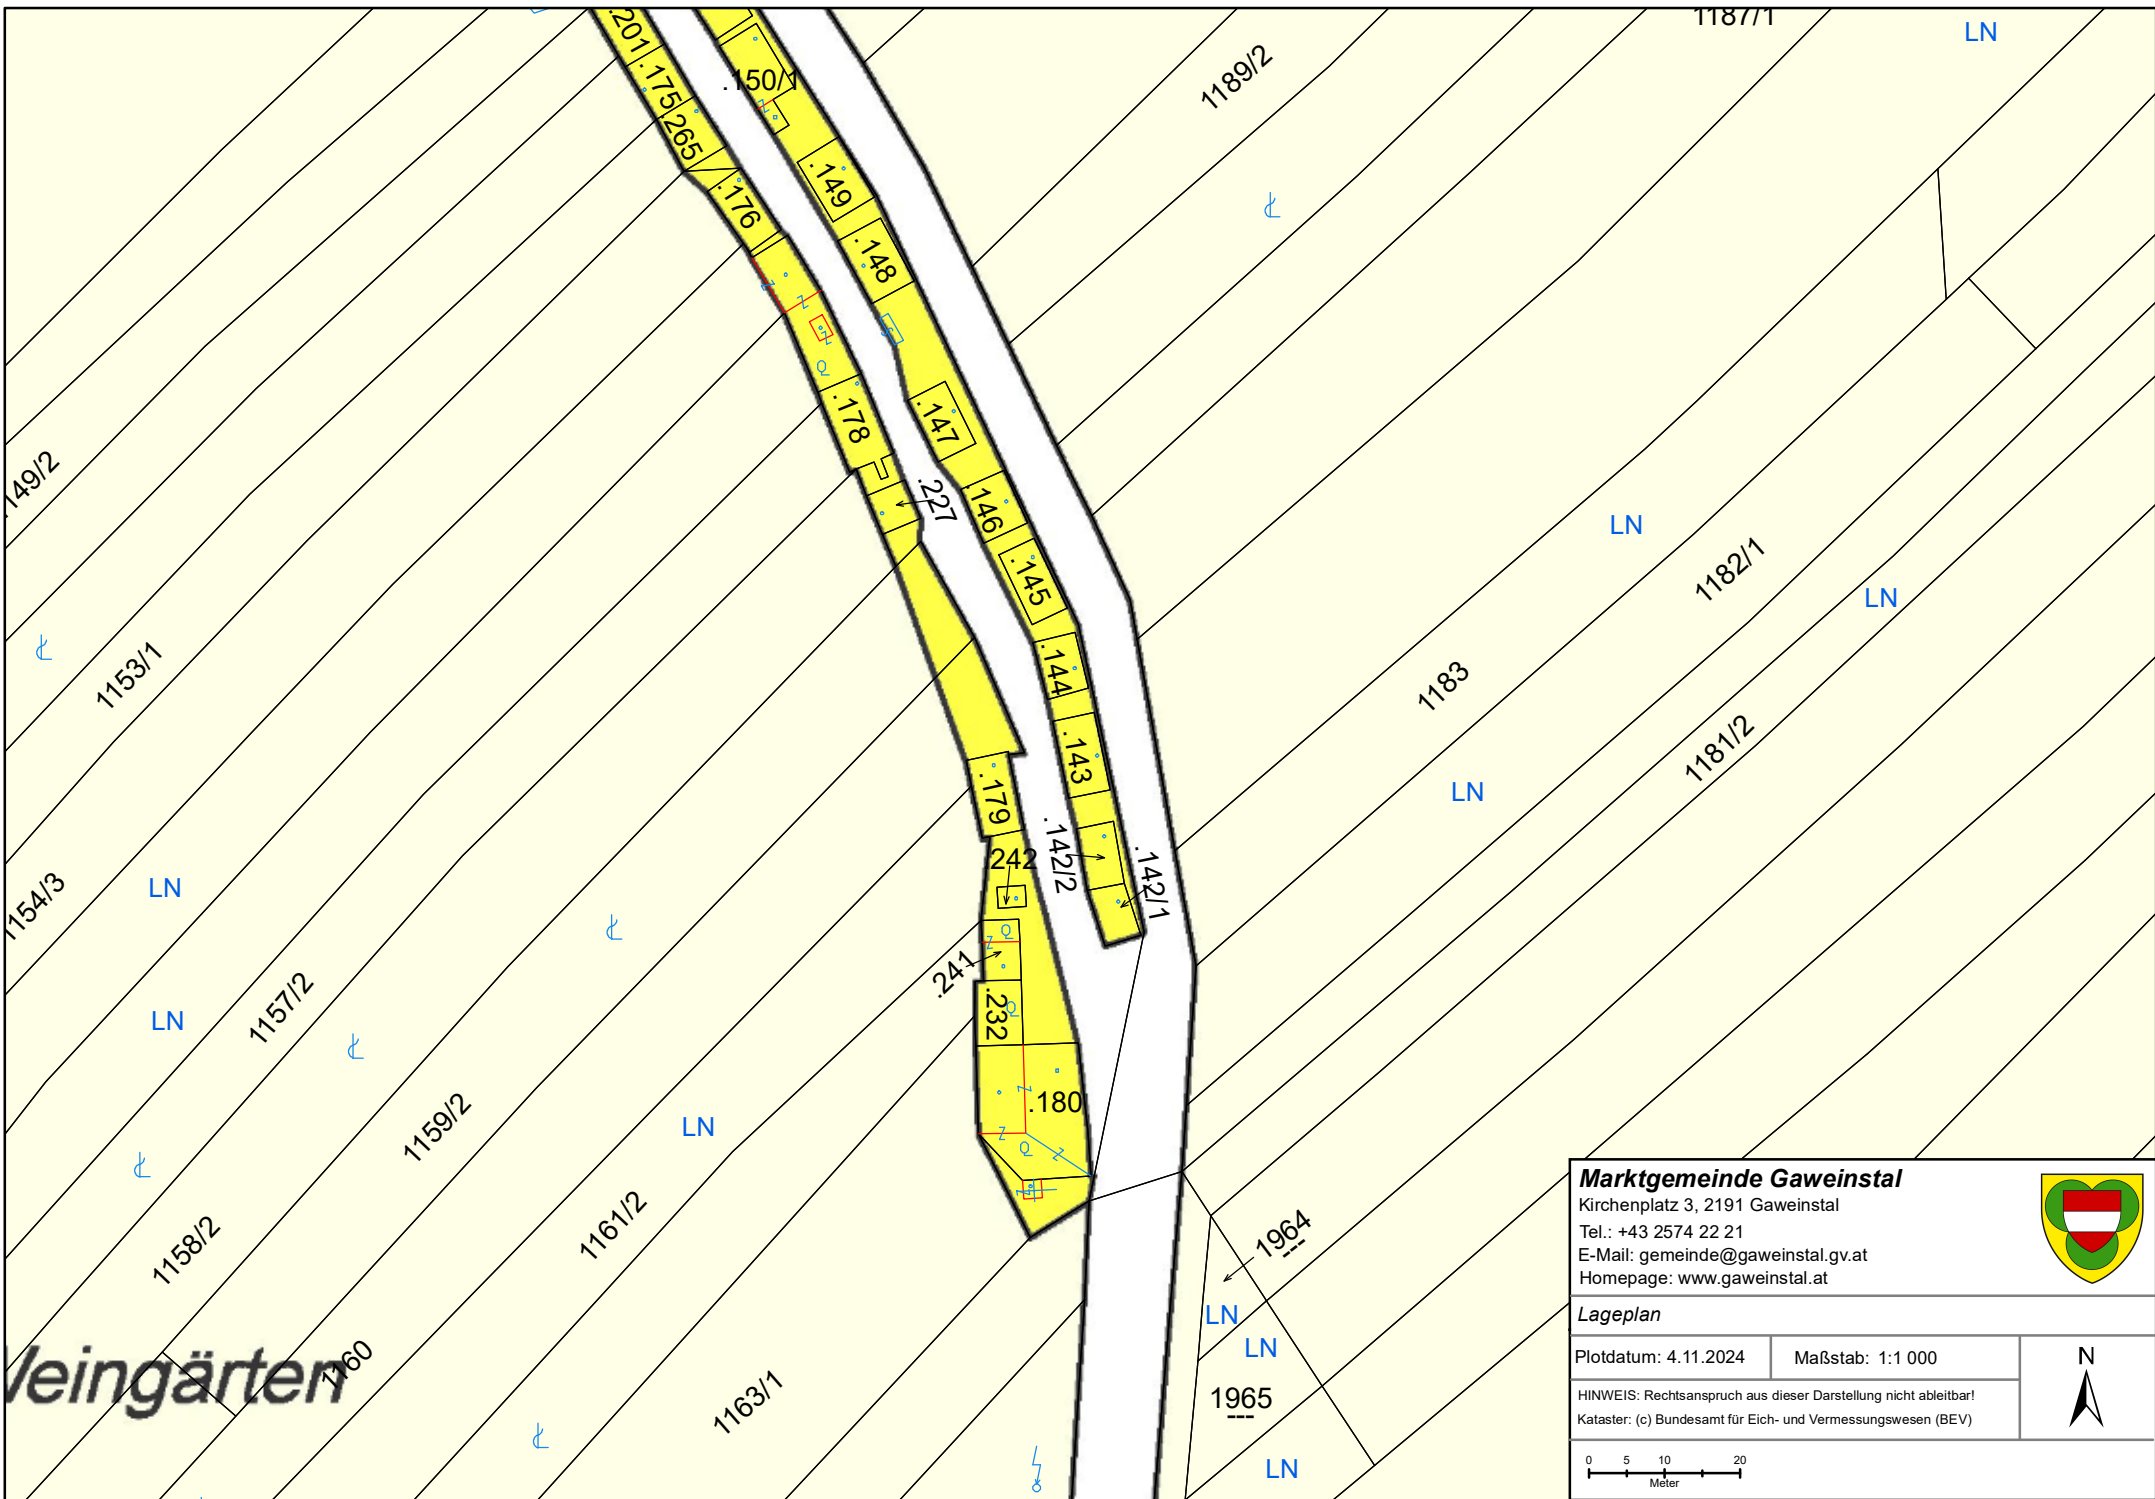 1187/1
LN
.201
.175
.265
.150/1
1189/2
.149
.176
.148
.178
.147
149/2
.227
.146
LN
.145
1182/1
LN
1153/1
.144
1183
.143
1181/2
LN
.179
.142/2
.142/1
242
1154/3
LN
.241
.232
LN
1157/2
.180
1159/2
LN
1158/2
1161/2
1964
LN
LN
1160
1163/1
1965
LN
Marktgemeinde Gaweinstal
Kirchenplatz 3, 2191 Gaweinstal
Tel.: +43 2574 22 21
E-Mail: gemeinde@gaweinstal.gv.at
Homepage: www.gaweinstal.at
Lageplan
Plotdatum: 4.11.2024
Maßstab: 1:1 000
N
HINWEIS: Rechtsanspruch aus dieser Darstellung nicht ableitbar!
Kataster: (c) Bundesamt für Eich- und Vermessungswesen (BEV)
0 5 10 20
Meter